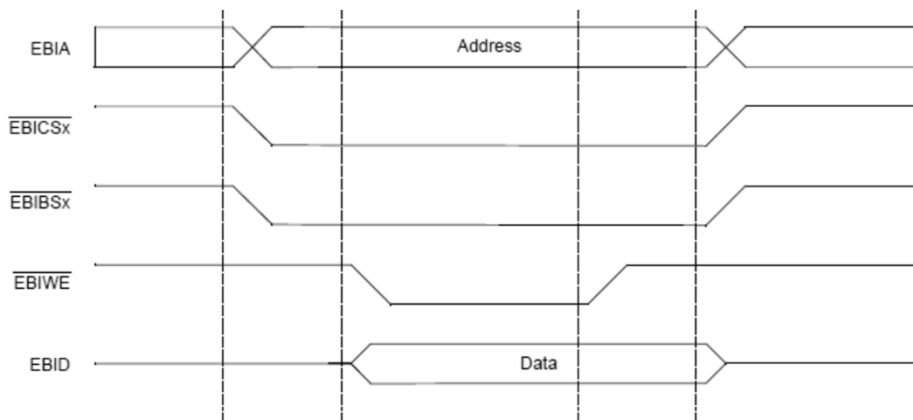 EBIA
Address
EBICSx
EBIBSx
EBIWE
EBID
Data